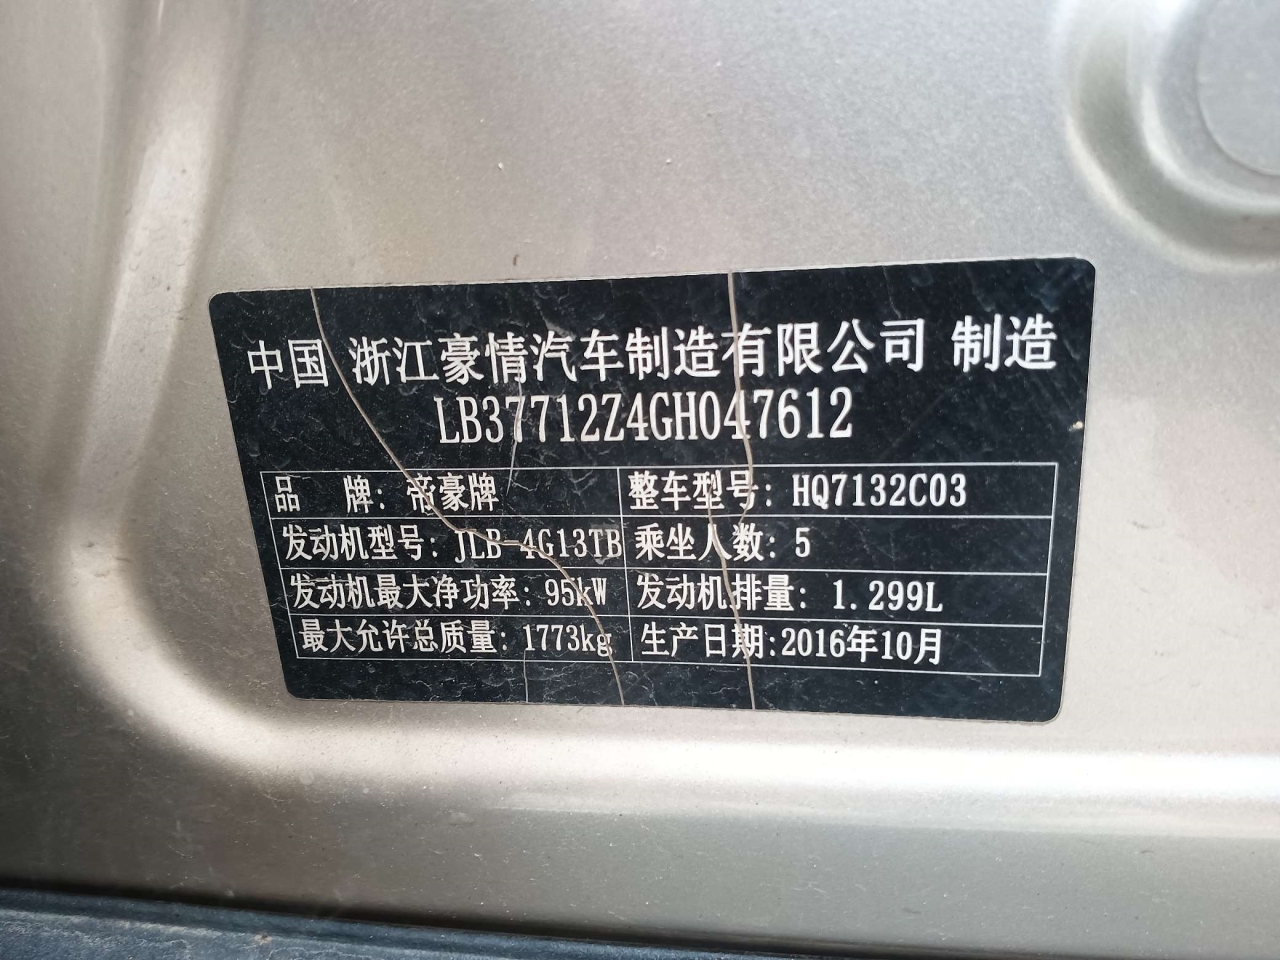 中国 浙江豪情汽车制造有限公司 制造
LB37712Z4GH047612
品 牌: 帝豪牌 整车型号: HQ7132C03
发动机型号: JLB-4G13TB 乘坐人数: 5
发动机最大净功率: 95kW 发动机排量: 1.299L
最大允许总质量: 1773kg 生产日期:2016年10月